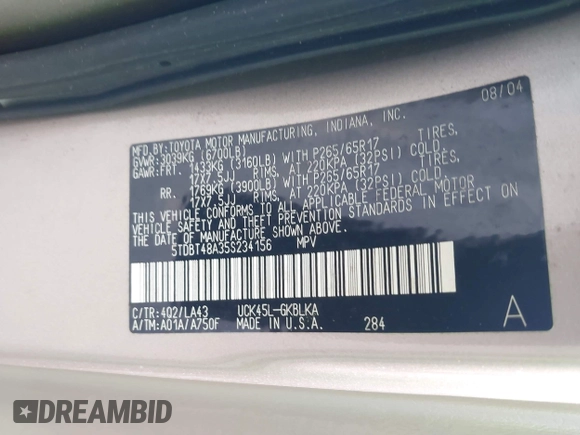 08/04
MFD. BY: TOYOTA MOTOR MANUFACTURING, INDIANA, INC.
GVWR: 3039KG (6700LB)
GAWR: FRT. 1433KG (3160LB) WITH P265/65R17 TIRES,
17X7.5JJ RIMS, AT 220KPA (32PSI) COLD.
RR. 1769KG (3900LB) WITH P265/65R17 TIRES,
17X7.5JJ RIMS, AT 220KPA (32PSI) COLD.
THIS VEHICLE CONFORMS TO ALL APPLICABLE FEDERAL MOTOR
VEHICLE SAFETY AND THEFT PREVENTION STANDARDS IN EFFECT
ON THE DATE OF MANUFACTURE SHOWN ABOVE.
5TDBT48A35S234156 MPV
C/TR: 4Q2/LA43 UCK45L-GKBLKA
A/TM: A01A/A750F MADE IN U.S.A. 284 A
DREAMBID